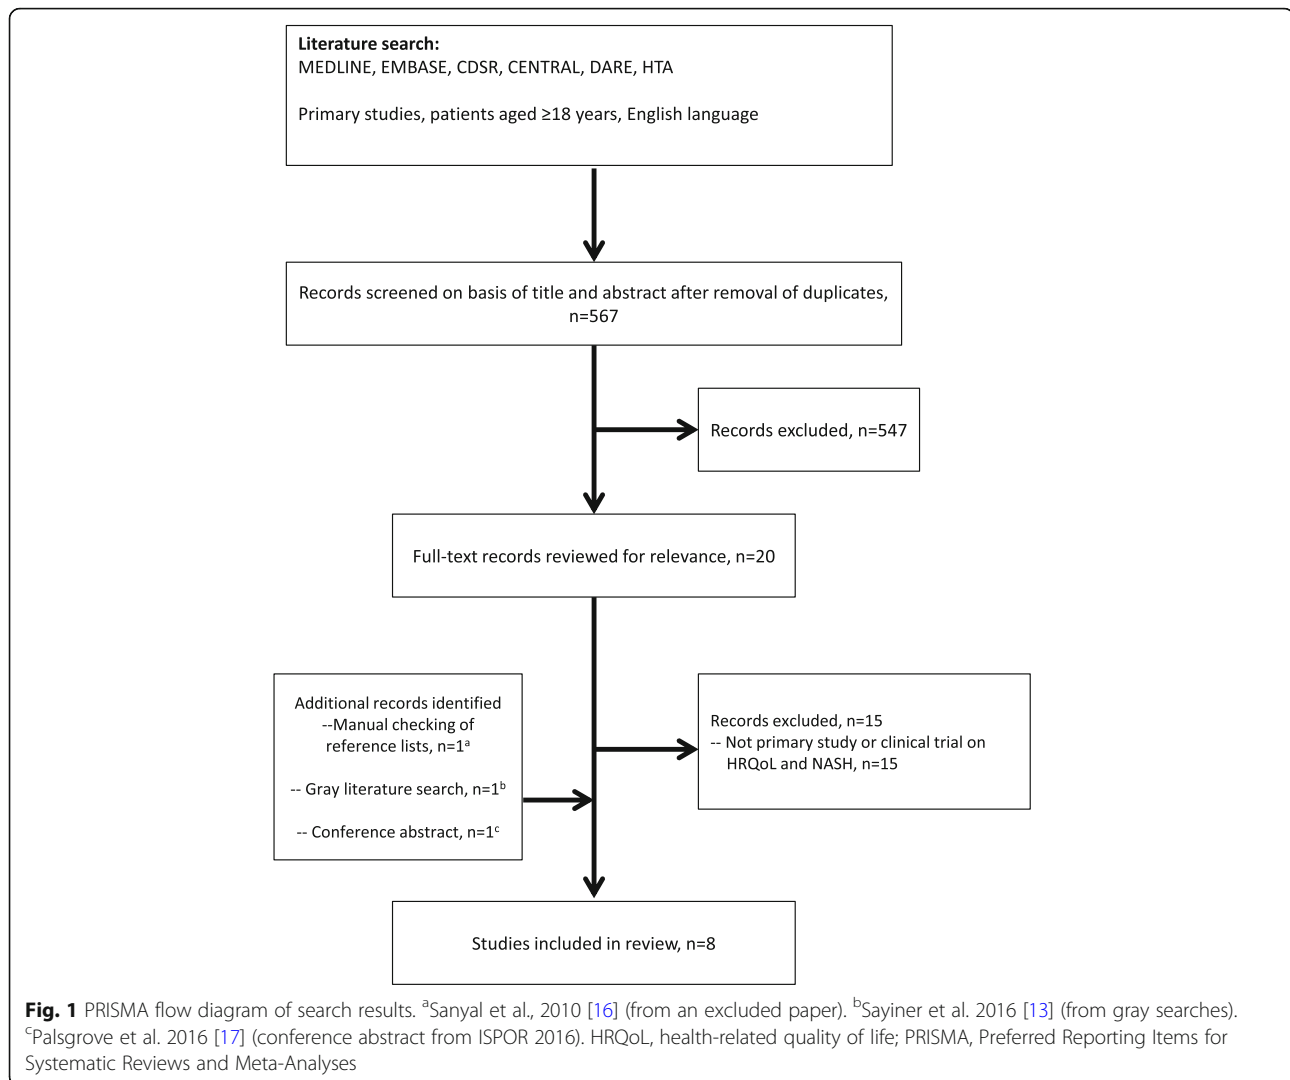 Literature search:
MEDLINE, EMBASE, CDSR, CENTRAL, DARE, HTA
Primary studies, patients aged ≥18 years, English language
Records screened on basis of title and abstract after removal of duplicates,
n=567
Records excluded, n=547
Full-text records reviewed for relevance, n=20
Additional records identified
--Manual checking of
reference lists, n=1ᵃ
-- Gray literature search, n=1ᵇ
-- Conference abstract, n=1ᶜ
Records excluded, n=15
-- Not primary study or clinical trial on
HRQoL and NASH, n=15
Studies included in review, n=8
Fig. 1 PRISMA flow diagram of search results. ᵃSanyal et al., 2010 [16] (from an excluded paper). ᵇSayiner et al. 2016 [13] (from gray searches).
ᶜPalsgrove et al. 2016 [17] (conference abstract from ISPOR 2016). HRQoL, health-related quality of life; PRISMA, Preferred Reporting Items for
Systematic Reviews and Meta-Analyses